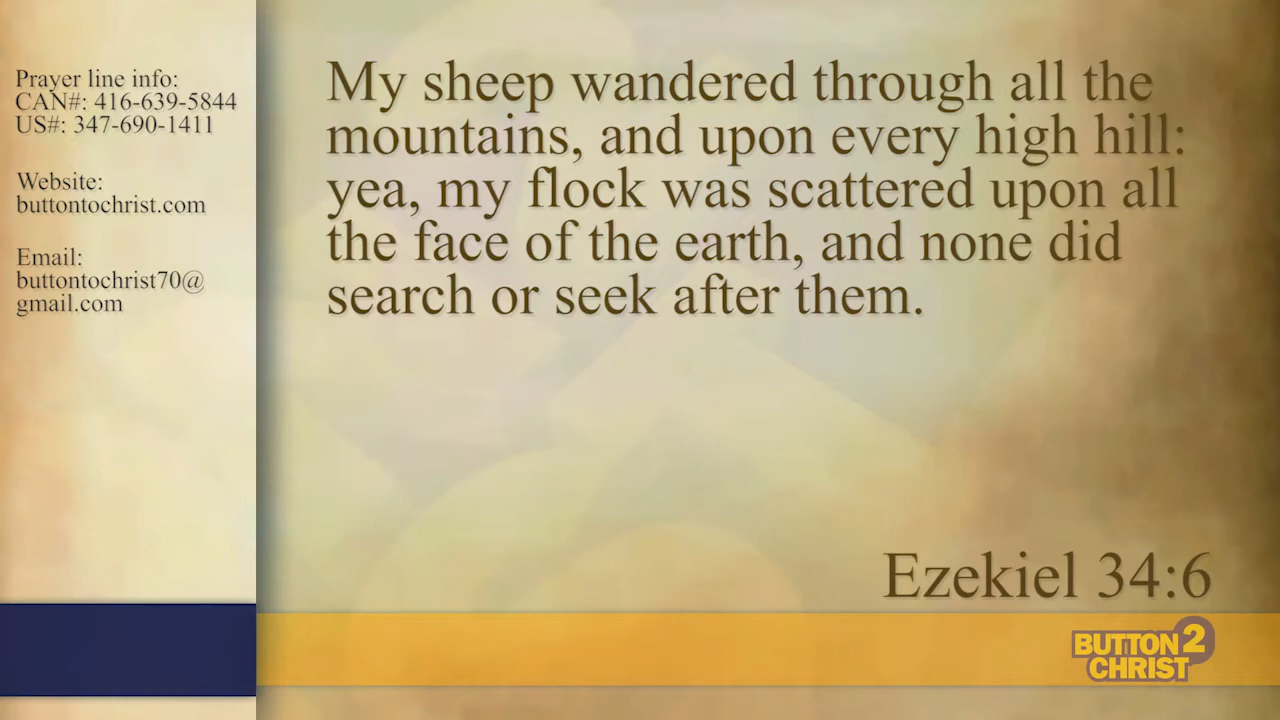 Prayer line info:
CAN#: 416-639-5844
US#: 347-690-1411
Website:
buttontochrist.com
Email:
buttontochrist70@
gmail.com
My sheep wandered through all the
mountains, and upon every high hill:
yea, my flock was scattered upon all
the face of the earth, and none did
search or seek after them.
Ezekiel 34:6
BUTTON 2
CHRIST